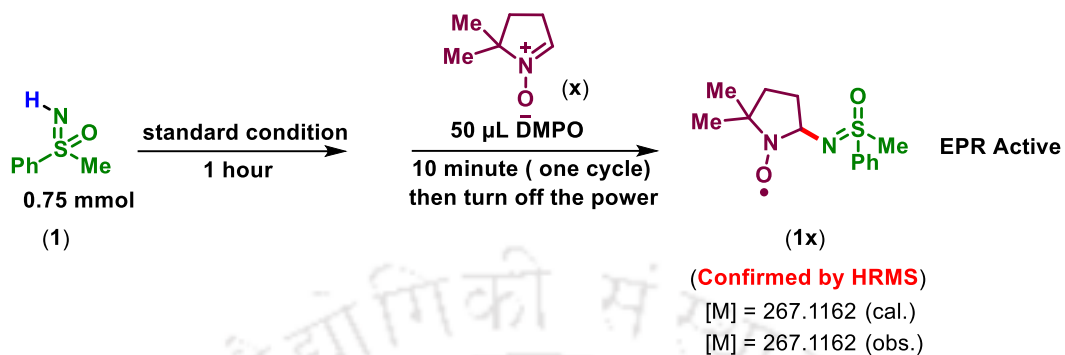 H
N
S
O
Ph
Me
0.75 mmol
(1)
standard condition
1 hour
Me
Me
+
N
O
−
(x)
50 µL DMPO
10 minute ( one cycle)
then turn off the power
Me
Me
N
O
•
N
O
S
Me
Ph
EPR Active
(1x)
(Confirmed by HRMS)
[M] = 267.1162 (cal.)
[M] = 267.1162 (obs.)
द्योगिकी सं